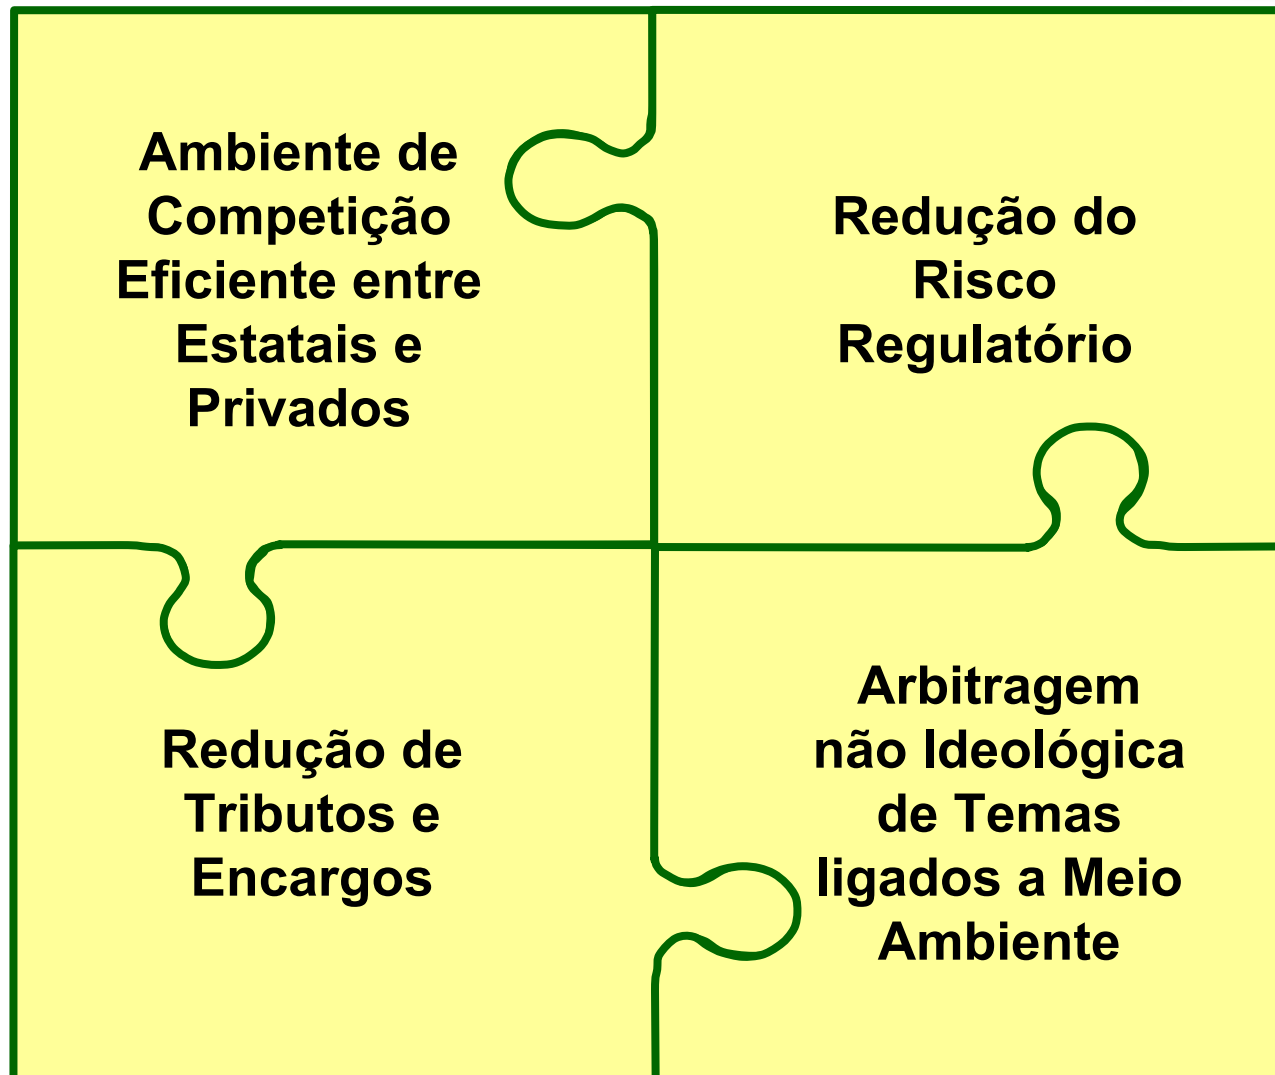 Ambiente de
Competição
Eficiente entre
Estatais e
Privados
Redução do
Risco
Regulatório
Redução de
Tributos e
Encargos
Arbitragem
não Ideológica
de Temas
ligados a Meio
Ambiente